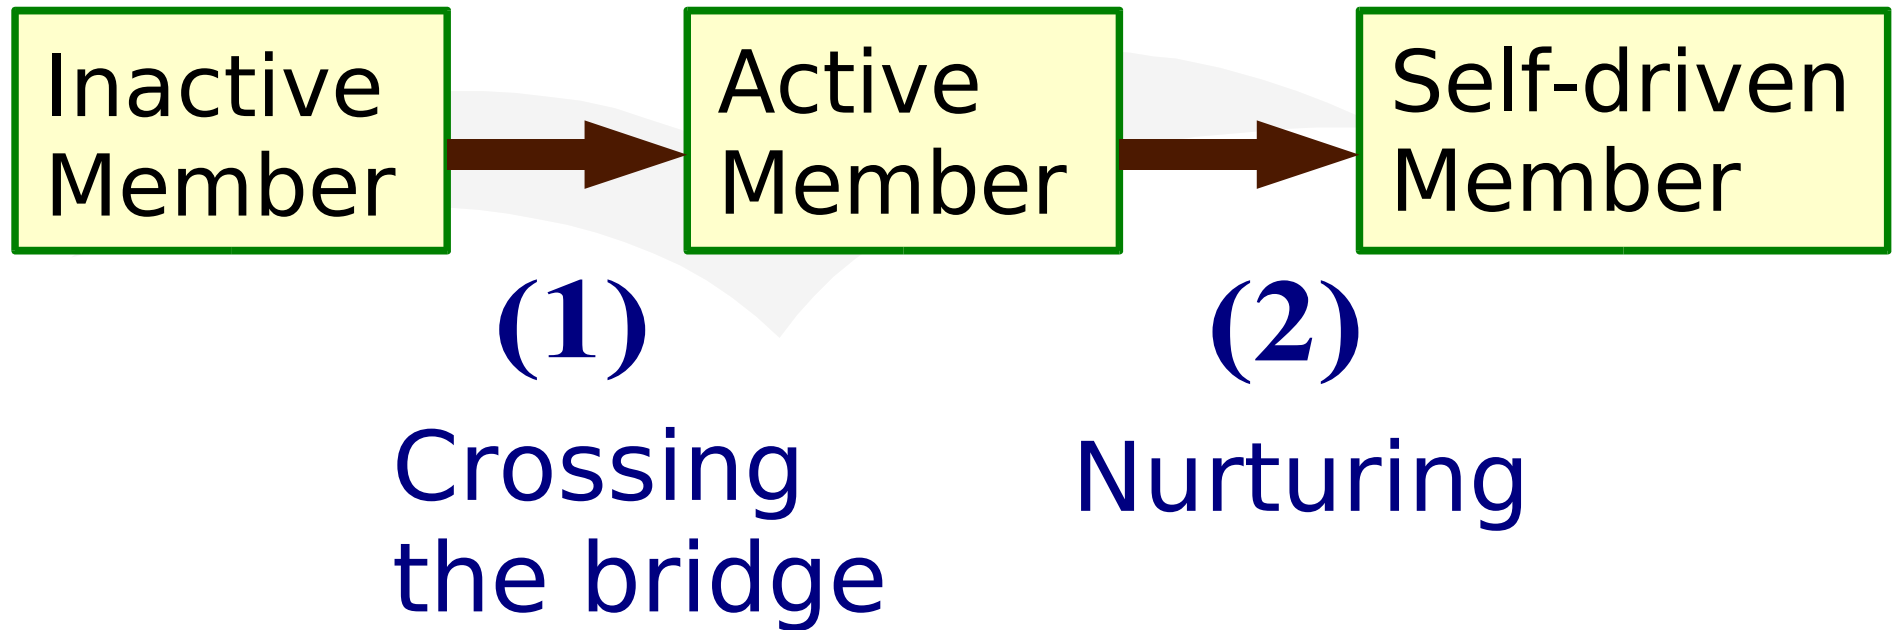 Inactive
Member
Active
Member
Self-driven
Member
(1)
Crossing
the bridge
(2)
Nurturing